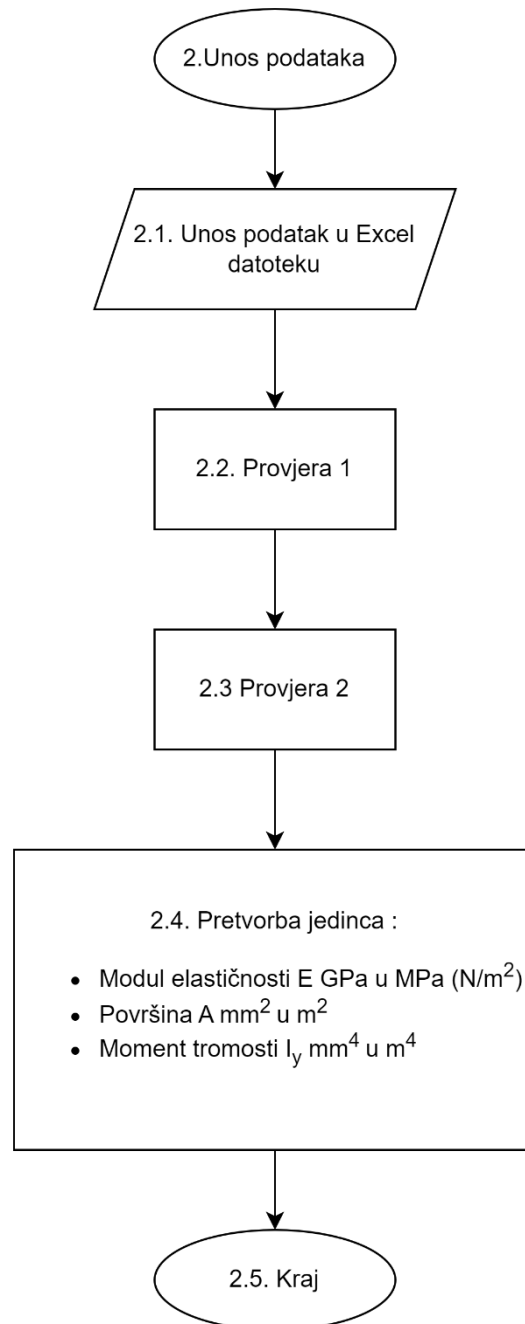 2.Unos podataka
2.1. Unos podatak u Excel
datoteku
2.2. Provjera 1
2.3 Provjera 2
2.4. Pretvorba jedinca :
• Modul elastičnosti E GPa u MPa (N/m²)
• Površina A mm² u m²
• Moment tromosti I_y mm⁴ u m⁴
2.5. Kraj